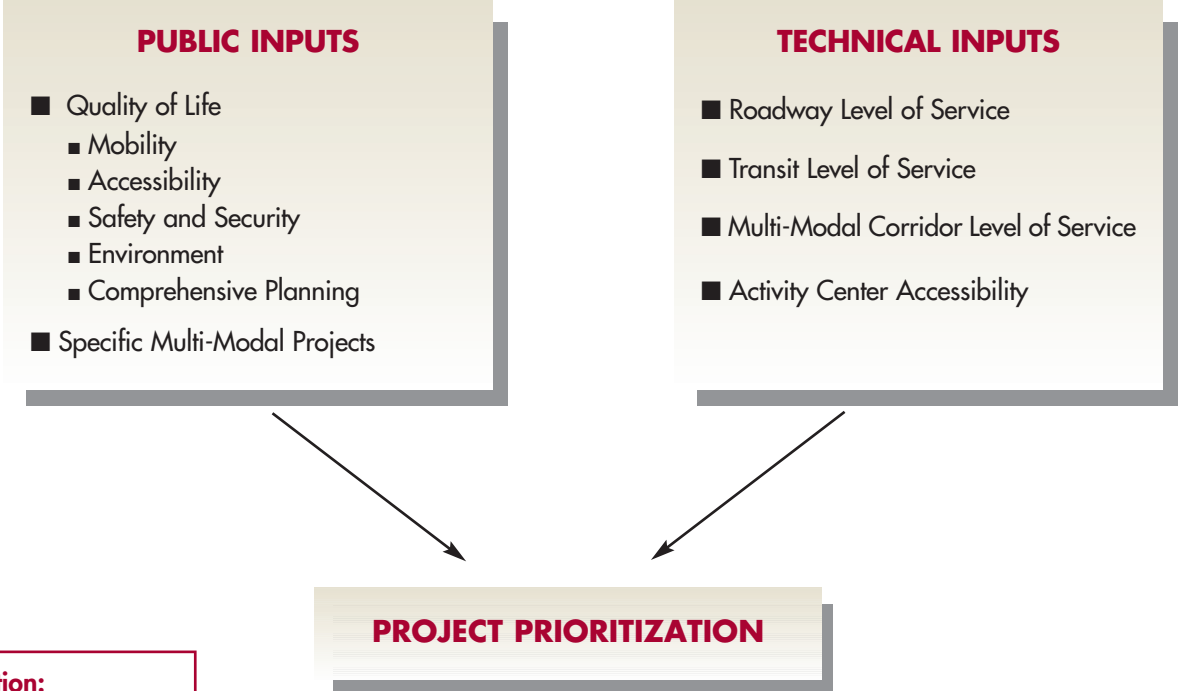 PUBLIC INPUTS
■ Quality of Life
■ Mobility
■ Accessibility
■ Safety and Security
■ Environment
■ Comprehensive Planning
■ Specific Multi-Modal Projects
TECHNICAL INPUTS
■ Roadway Level of Service
■ Transit Level of Service
■ Multi-Modal Corridor Level of Service
■ Activity Center Accessibility
PROJECT PRIORITIZATION
tion: